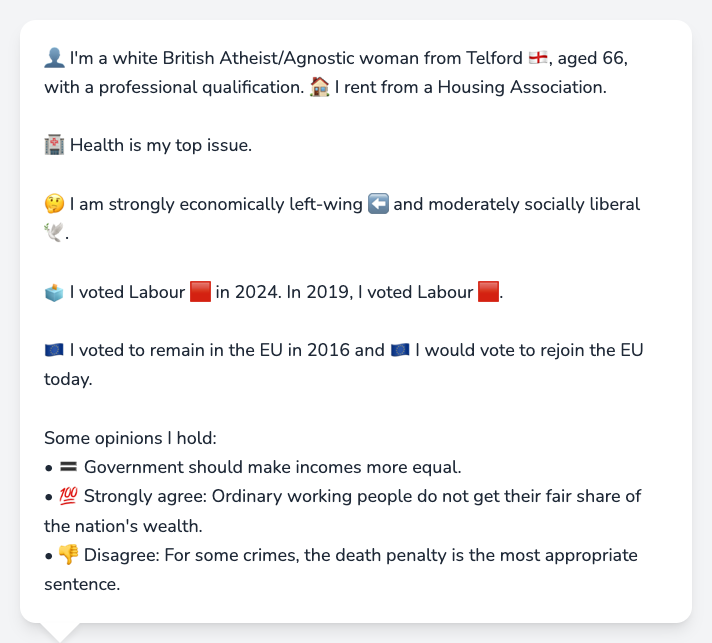 👤 I'm a white British Atheist/Agnostic woman from Telford 🏴󠁧󠁢󠁥󠁮󠁧󠁿, aged 66,
with a professional qualification. 🏠 I rent from a Housing Association.
🏥 Health is my top issue.
🤔 I am strongly economically left-wing ⬅️ and moderately socially liberal
🕊️.
🗳️ I voted Labour 🟥 in 2024. In 2019, I voted Labour 🟥.
🇪🇺 I voted to remain in the EU in 2016 and 🇪🇺 I would vote to rejoin the EU
today.
Some opinions I hold:
• 🟰 Government should make incomes more equal.
• 💯 Strongly agree: Ordinary working people do not get their fair share of
the nation's wealth.
• 👎 Disagree: For some crimes, the death penalty is the most appropriate
sentence.